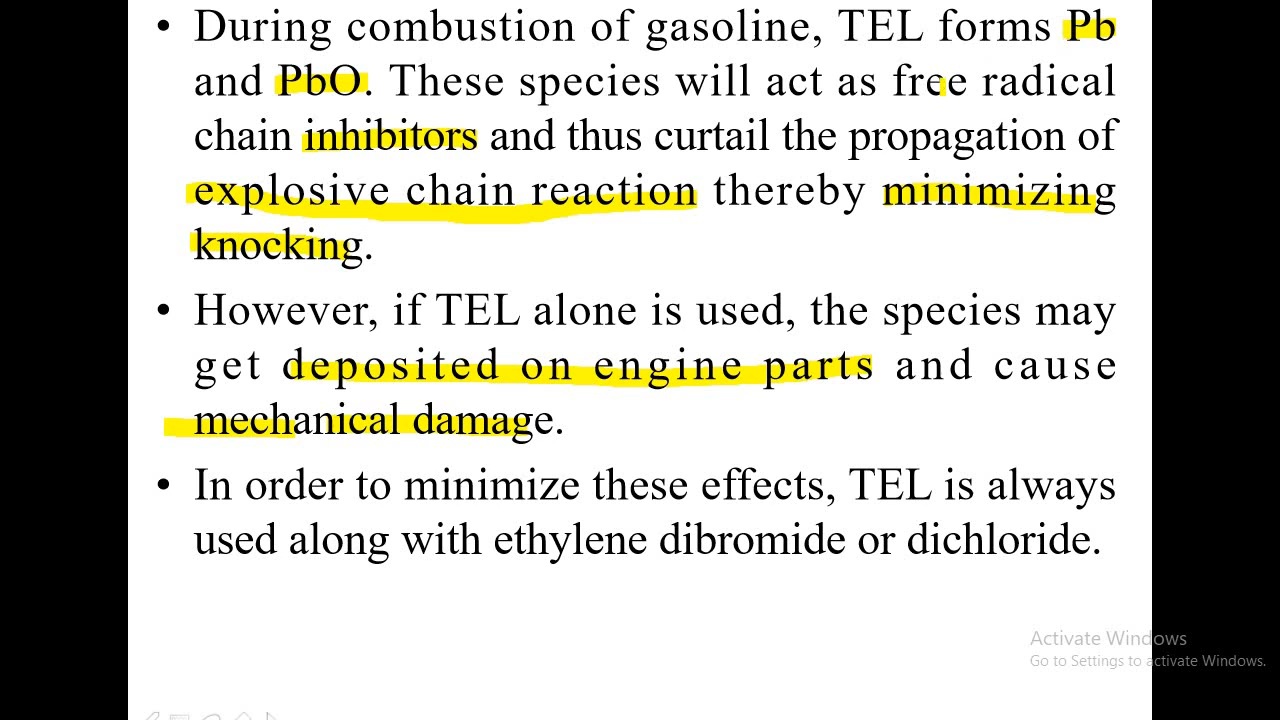 • During combustion of gasoline, TEL forms Pb
and PbO. These species will act as free radical
chain inhibitors and thus curtail the propagation of
explosive chain reaction thereby minimizing
knocking.
• However, if TEL alone is used, the species may
get deposited on engine parts and cause
mechanical damage.
• In order to minimize these effects, TEL is always
used along with ethylene dibromide or dichloride.
Activate Windows
Go to Settings to activate Windows.